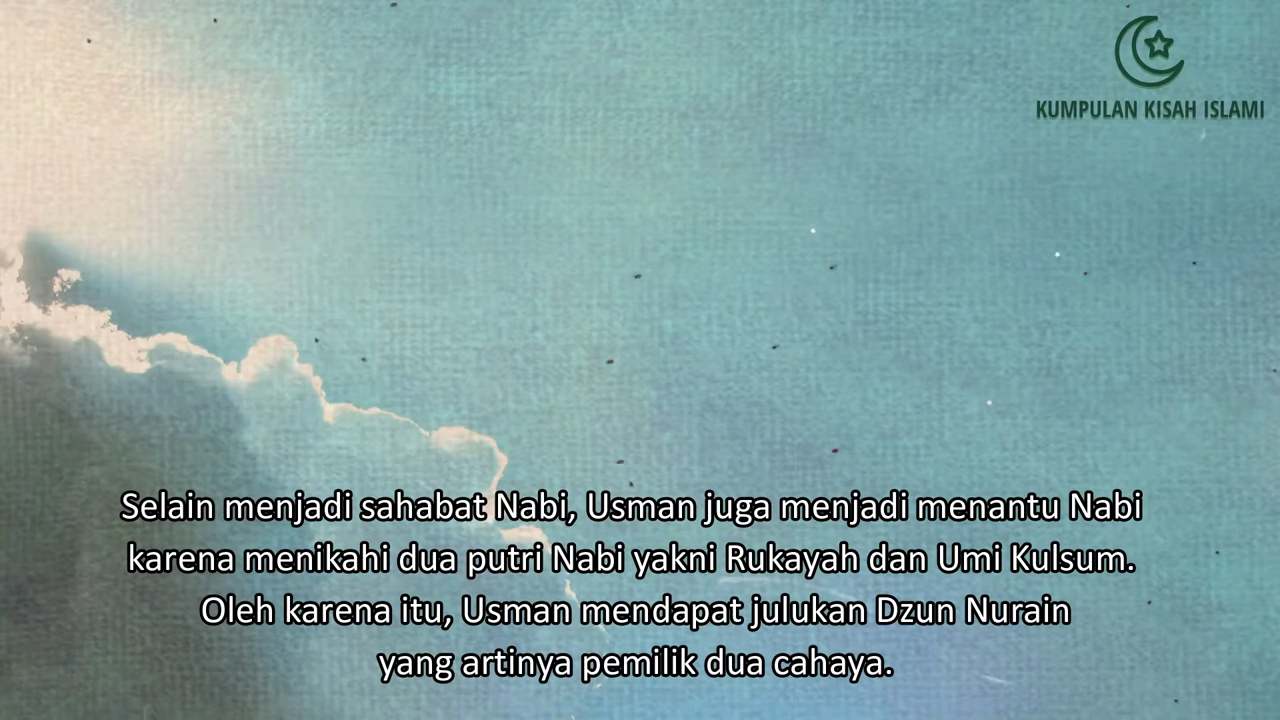 KUMPULAN KISAH ISLAMI
Selain menjadi sahabat Nabi, Usman juga menjadi menantu Nabi
karena menikahi dua putri Nabi yakni Rukayah dan Umi Kulsum.
Oleh karena itu, Usman mendapat julukan Dzun Nurain
yang artinya pemilik dua cahaya.